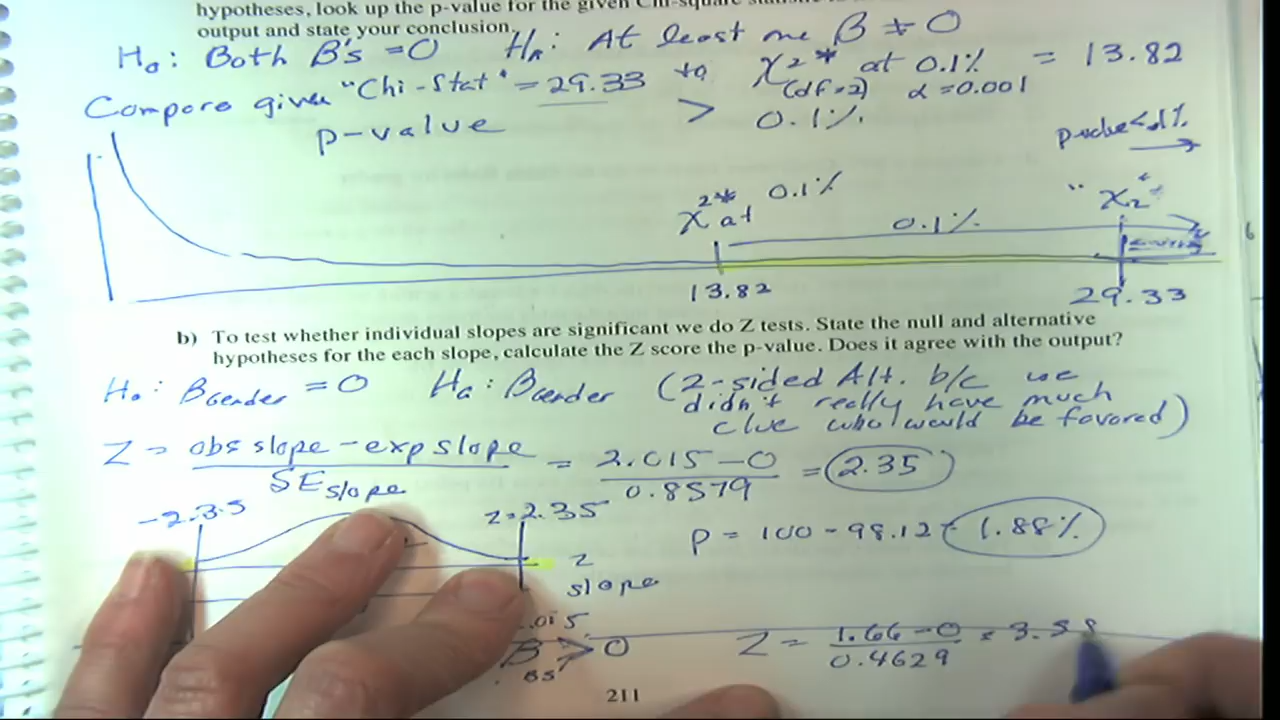 hypotheses, look up the p-value for the given Chi-square
output and state your conclusion.
H₀: Both B's = 0   Hₐ: At least one β ≠ 0
Compare given "Chi-Stat" = 29.33 to χ2* at 0.1% = 13.82
(df=2) α = 0.001
p-value > 0.1%
p-value < .1%
χ2* at 0.1%
0.1%
"χ2*
13.82
29.33
b) To test whether individual slopes are significant we do Z tests. State the null and alternative
hypotheses for the each slope, calculate the Z score the p-value. Does it agree with the output?
H₀: BGender = 0   Hₐ: BGender (2-sided Alt. b/c we
didn't really have much
clue who would be favored)
Z = obs slope - exp slope / SE slope = 2.015 - 0 / 0.8579 = 2.35
-2.35
Z=2.35
p = 100 - 98.12 = 1.88%
Z
slope
.015
B > 0
BS
Z = 1.66 - 0 / 0.4629 = 3.58
211